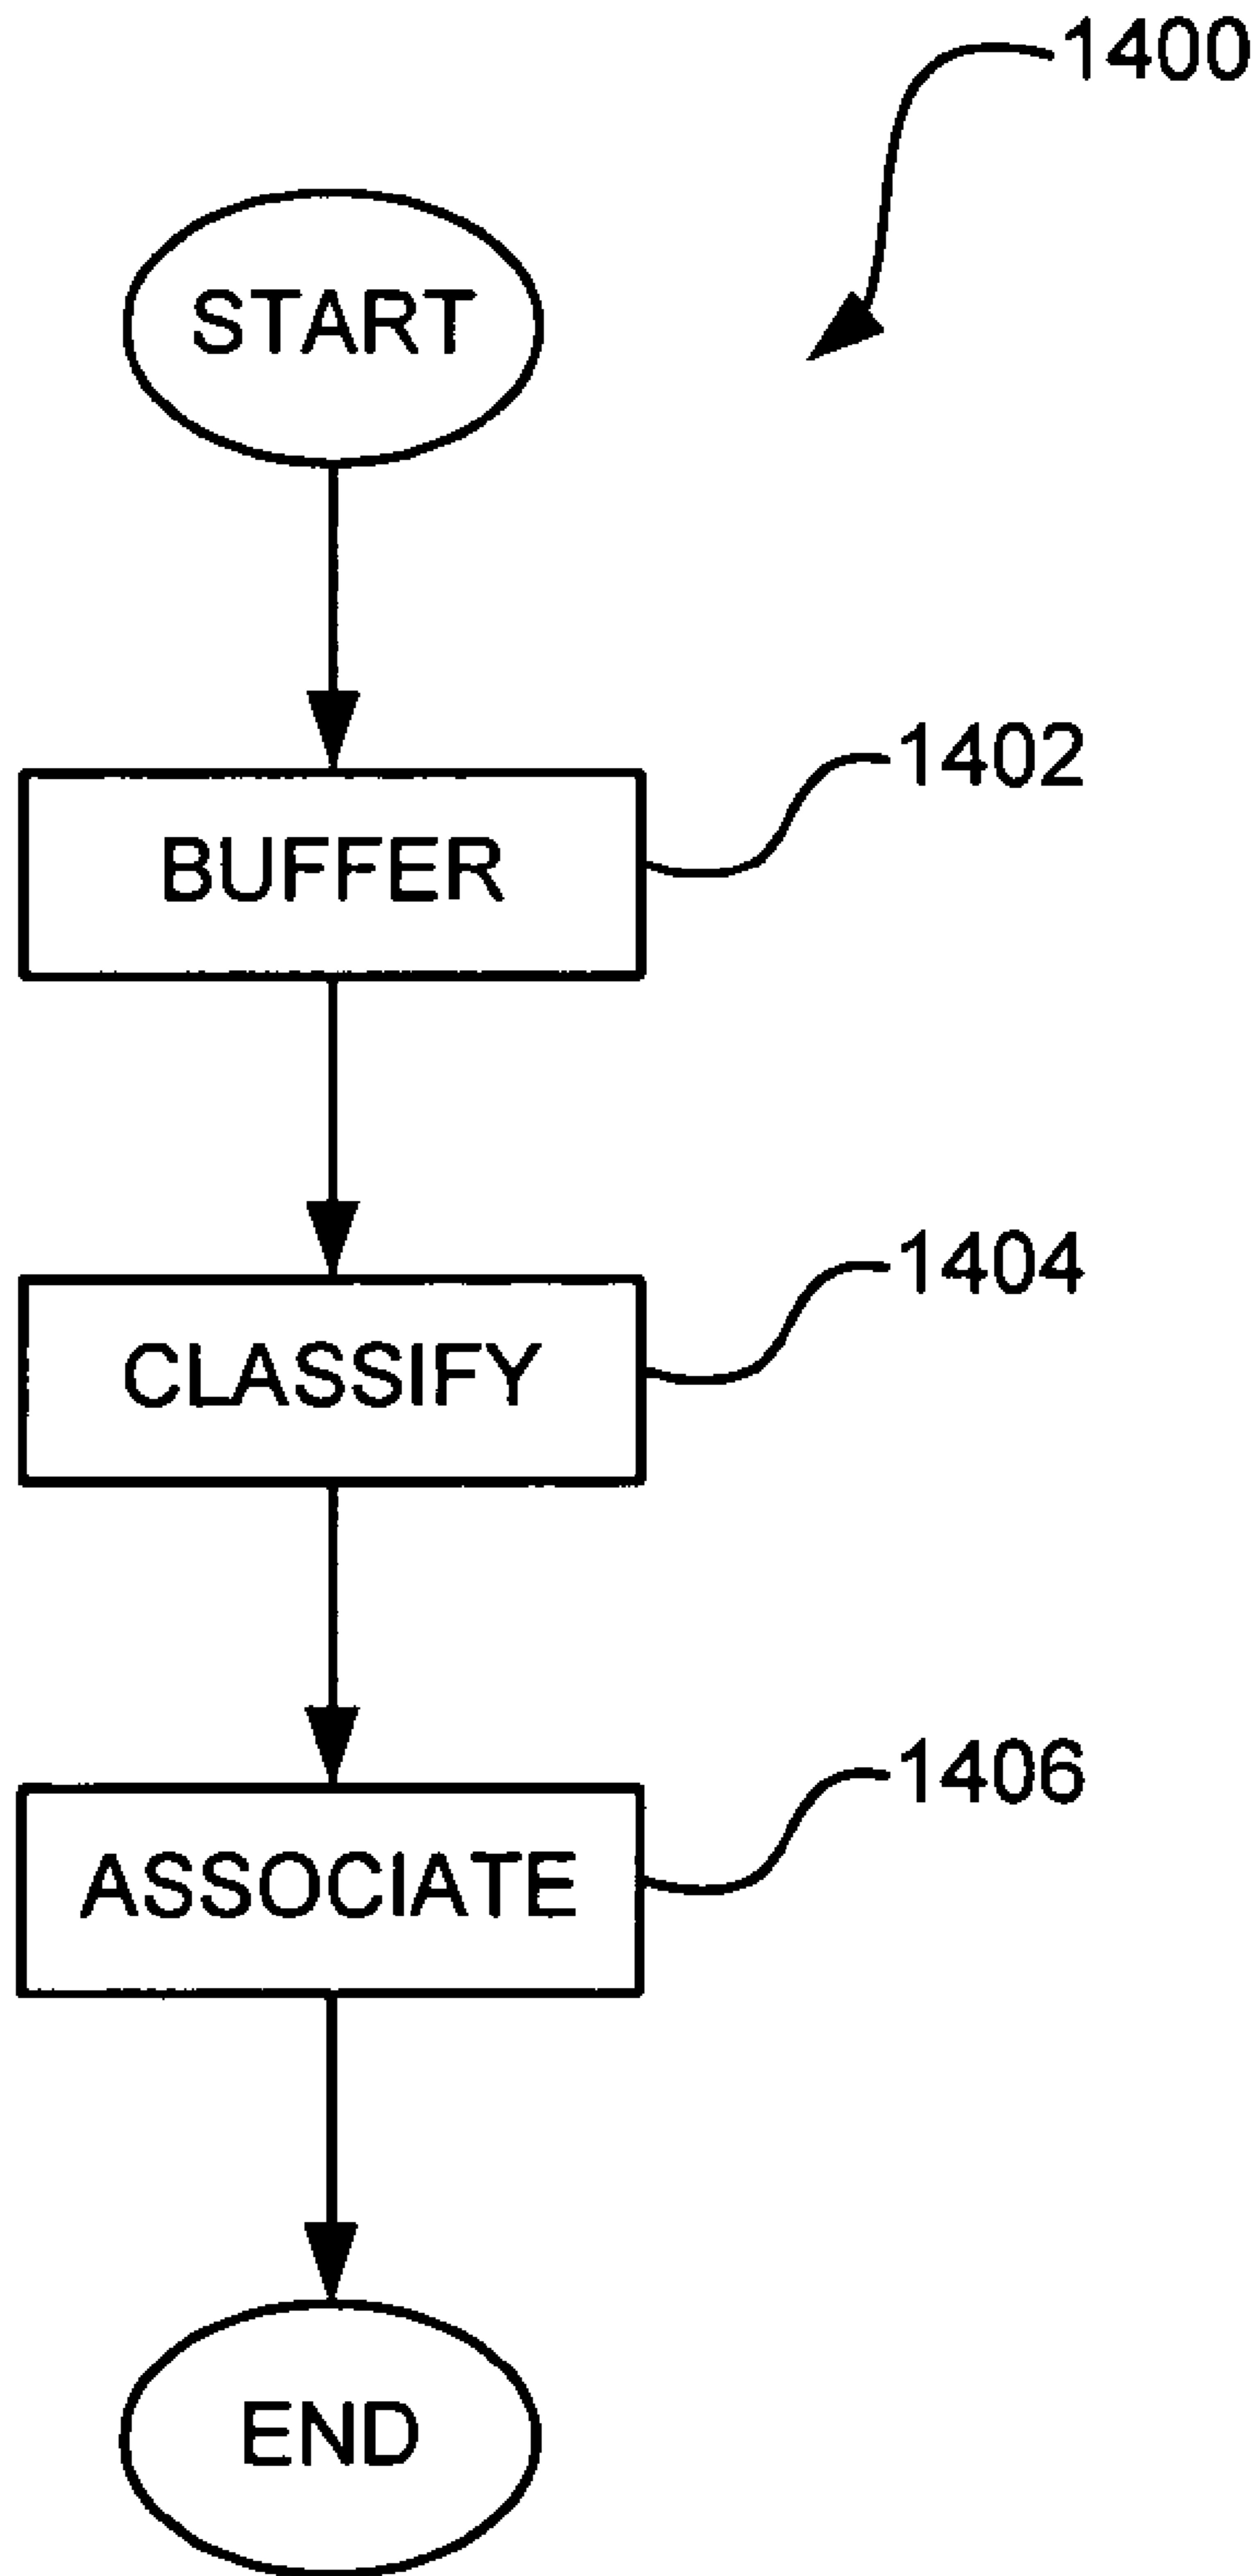 1400
START
1402
BUFFER
1404
CLASSIFY
1406
ASSOCIATE
END